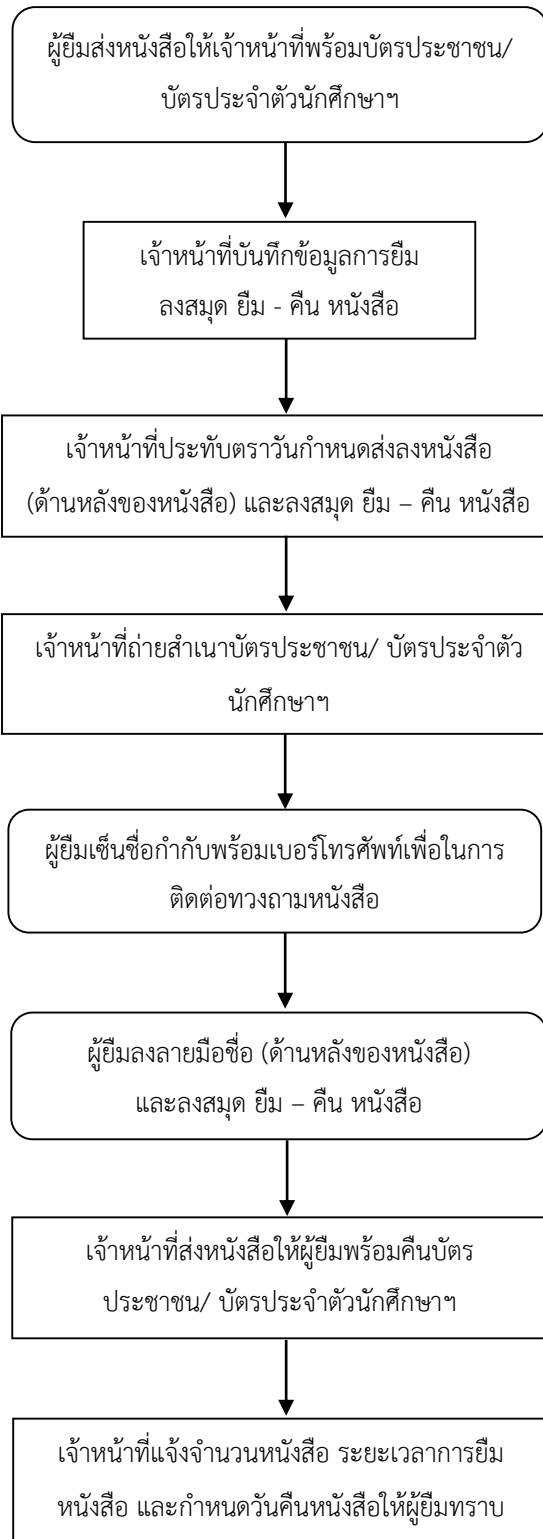 ผู้ยืมส่งหนังสือให้เจ้าหน้าที่พร้อมบัตรประชาชน/
บัตรประจำตัวนักศึกษาฯ
เจ้าหน้าที่บันทึกข้อมูลการยืม
ลงสมุด ยืม - คืน หนังสือ
เจ้าหน้าที่ประทับตราวันกำหนดส่งลงหนังสือ
(ด้านหลังของหนังสือ) และลงสมุด ยืม – คืน หนังสือ
เจ้าหน้าที่ถ่ายสำเนาบัตรประชาชน/ บัตรประจำตัว
นักศึกษาฯ
ผู้ยืมเซ็นชื่อกำกับพร้อมเบอร์โทรศัพท์เพื่อในการ
ติดต่อทวงถามหนังสือ
ผู้ยืมลงลายมือชื่อ (ด้านหลังของหนังสือ)
และลงสมุด ยืม – คืน หนังสือ
เจ้าหน้าที่ส่งหนังสือให้ผู้ยืมพร้อมคืนบัตร
ประชาชน/ บัตรประจำตัวนักศึกษาฯ
เจ้าหน้าที่แจ้งจำนวนหนังสือ ระยะเวลาการยืม
หนังสือ และกำหนดวันคืนหนังสือให้ผู้ยืมทราบ